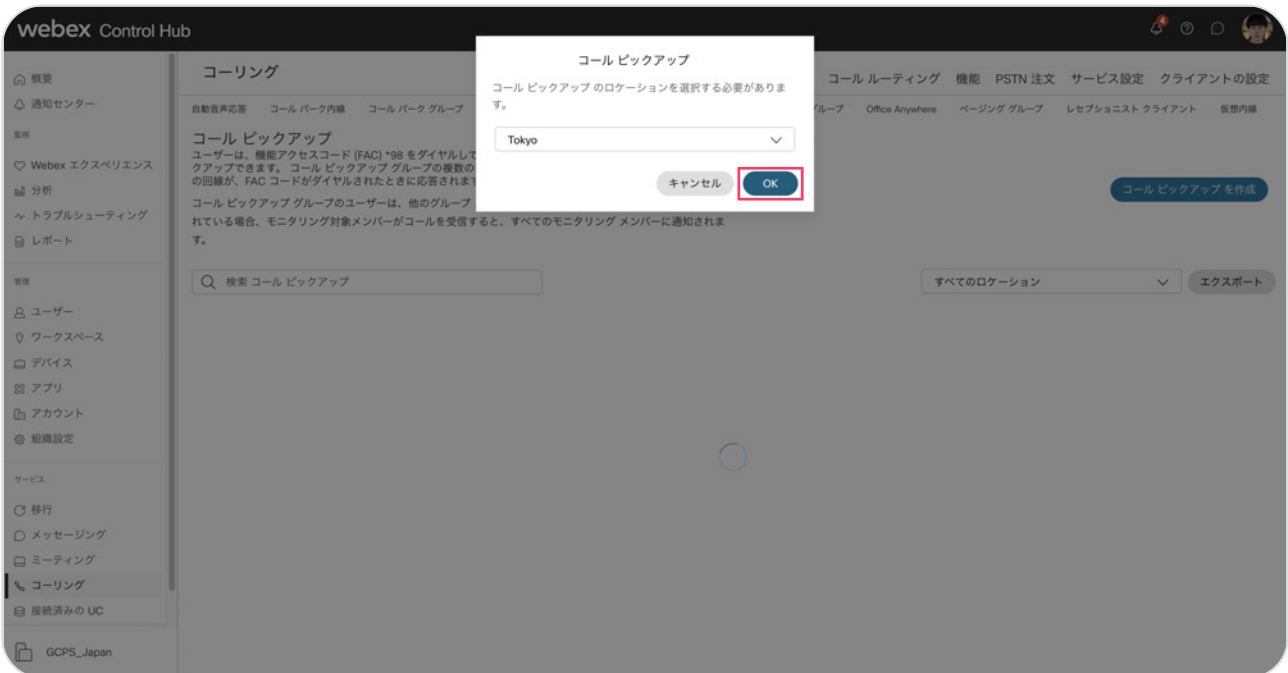 webex Control Hub
4
コール ピックアップ
コール ピックアップ のロケーションを選択する必要がありま
す。
Tokyo
キャンセル
OK
概要
通知センター
監視
Webex エクスペリエンス
分析
トラブルシューティング
レポート
管理
ユーザー
ワークスペース
デバイス
アプリ
アカウント
組織設定
サービス
移行
メッセージング
ミーティング
コーリング
接続済みの UC
GCPS_Japan
コーリング
コール ルーティング 機能 PSTN 注文 サービス設定 クライアントの設定
自動音声応答 コール パーク内線 コール パーク グループ グループ Office Anywhere ページング グループ レセプショニスト クライアント 仮想内線
コール ピックアップ
ユーザーは、機能アクセスコード (FAC) *98 をダイヤルして
クアップできます。 コール ピックアップ グループの複数の
の回線が、FAC コードがダイヤルされたときに応答されます
コール ピックアップ グループのユーザーは、他のグループ
れている場合、モニタリング対象メンバーがコールを受信すると、すべてのモニタリング メンバーに通知されま
す。
コール ピックアップ を作成
検索 コール ピックアップ
すべてのロケーション
エクスポート